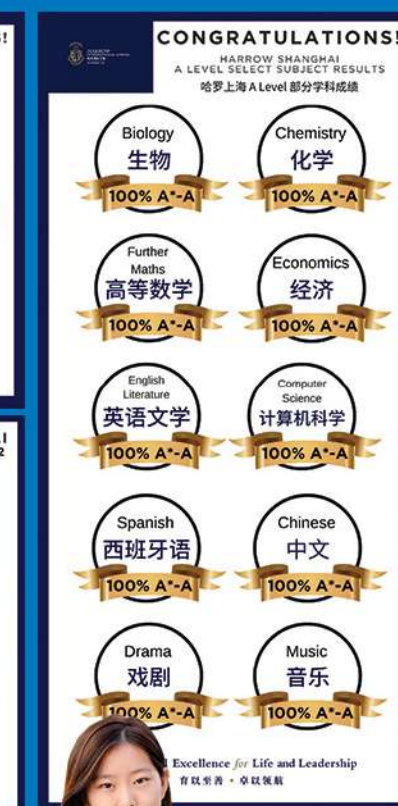 CONGRATULATIONS!
HARROW SHANGHAI
A LEVEL SELECT SUBJECT RESULTS
哈罗上海 A Level 部分学科成绩
Biology
生物
100% A*-A
Chemistry
化学
100% A*-A
Further
Maths
高等数学
100% A*-A
Economics
经济
100% A*-A
English
Literature
英语文学
100% A*-A
Computer
Science
计算机科学
100% A*-A
Spanish
西班牙语
100% A*-A
Chinese
中文
100% A*-A
Drama
戏剧
100% A*-A
Music
音乐
100% A*-A
Excellence for Life and Leadership
育以至善 · 卓以领航